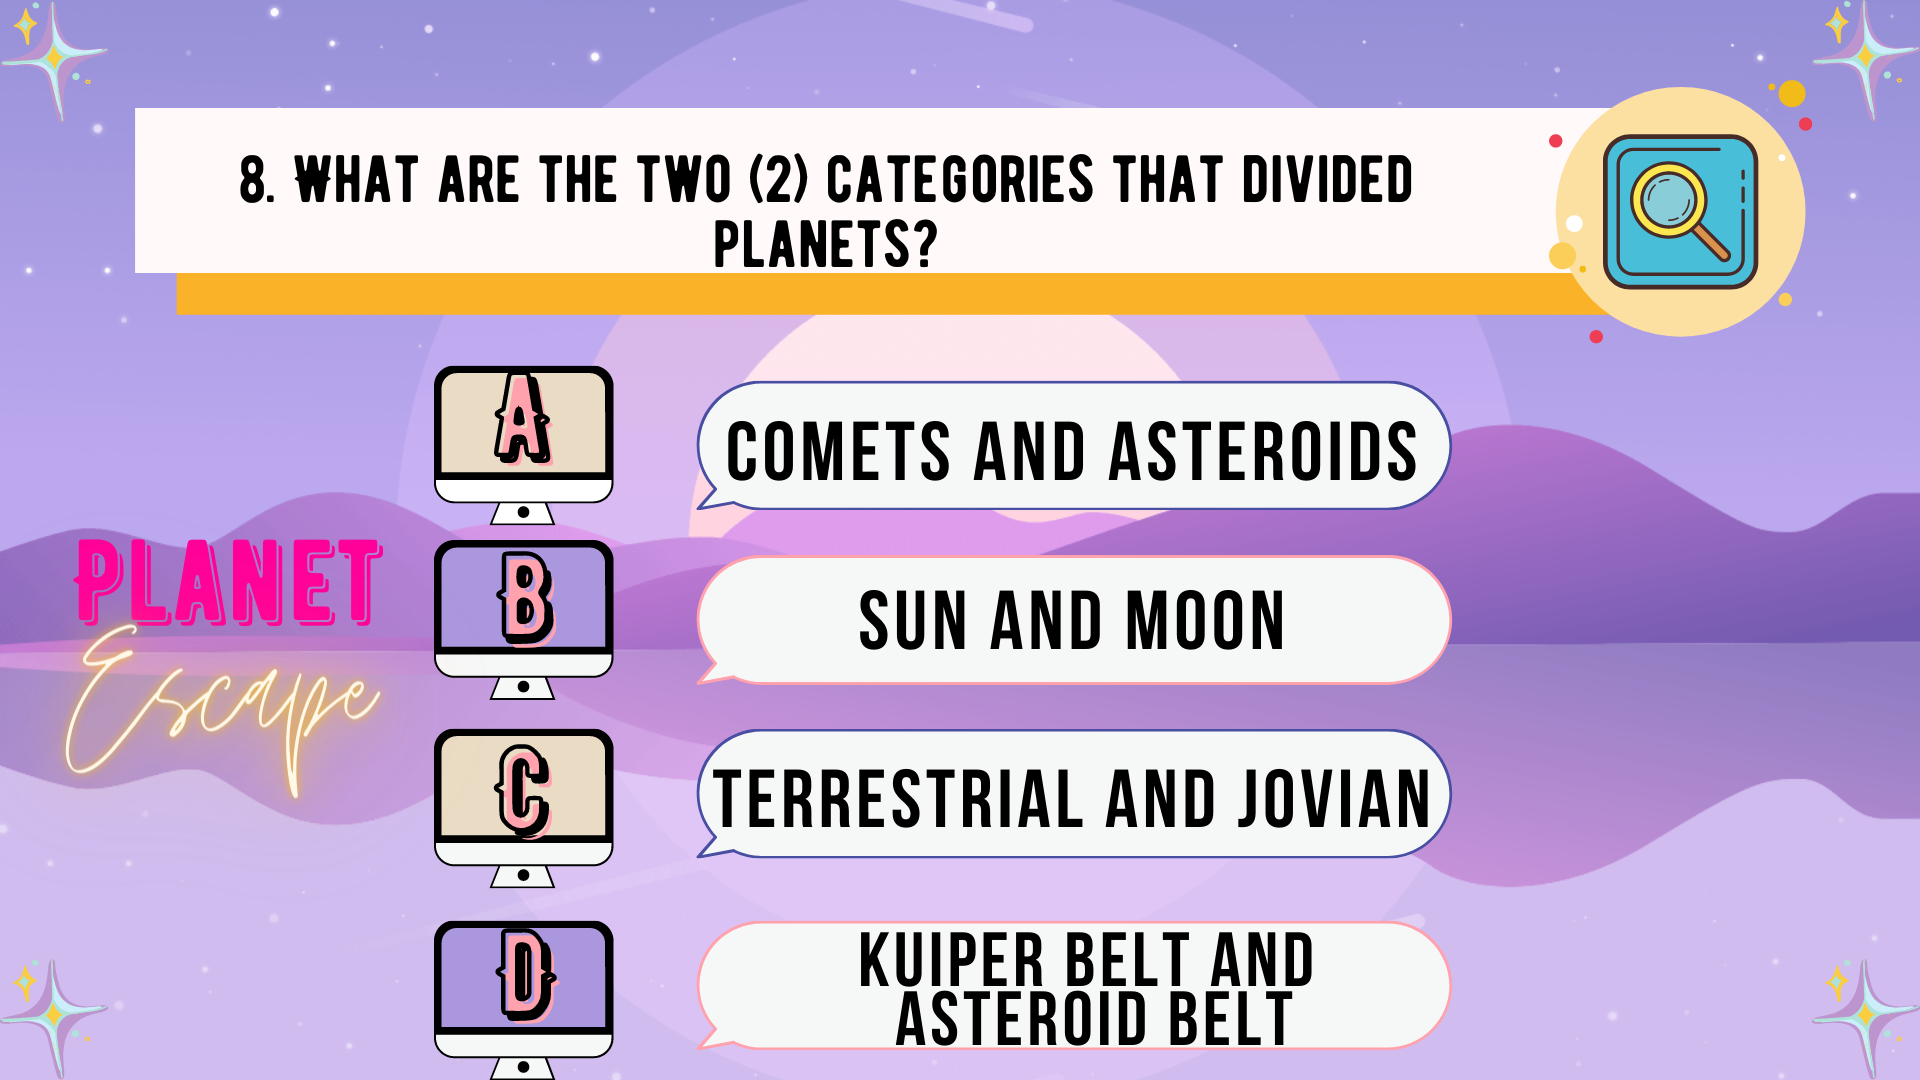 8. WHAT ARE THE TWO (2) CATEGORIES THAT DIVIDED
PLANETS?
A
COMETS AND ASTEROIDS
PLANET
Escape
B
SUN AND MOON
C
TERRESTRIAL AND JOVIAN
D
KUIPER BELT AND
ASTEROID BELT